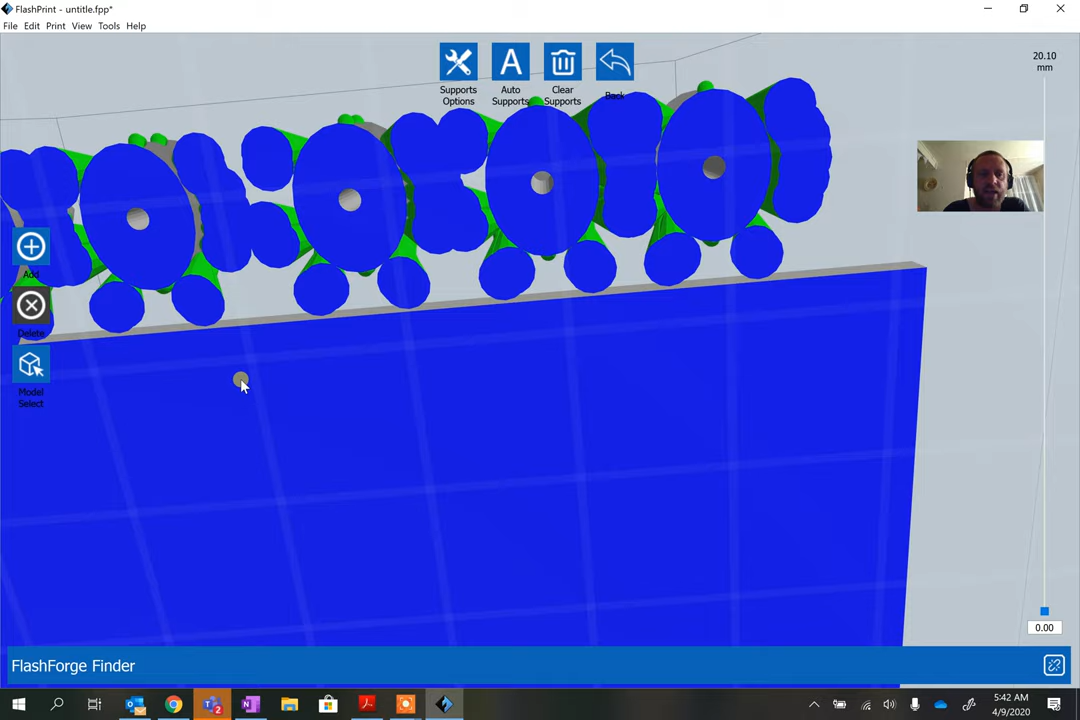 FlashPrint - untitle.fpp*
File Edit Print View Tools Help
Supports Options
Auto Supports
A
Clear Supports
Back
20.10
mm
Add
Delete
Model Select
0.00
FlashForge Finder
2
5:42 AM
4/9/2020